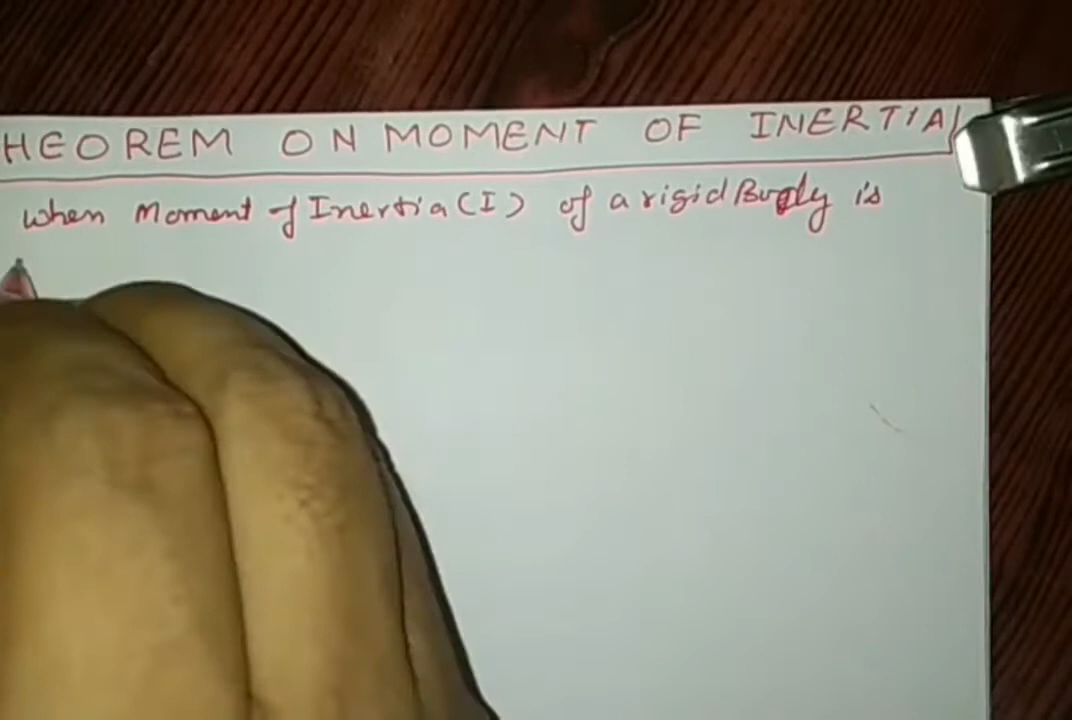 HEOREM ON MOMENT OF INERTIA
When Moment of Inertia (I) of a rigid Body is